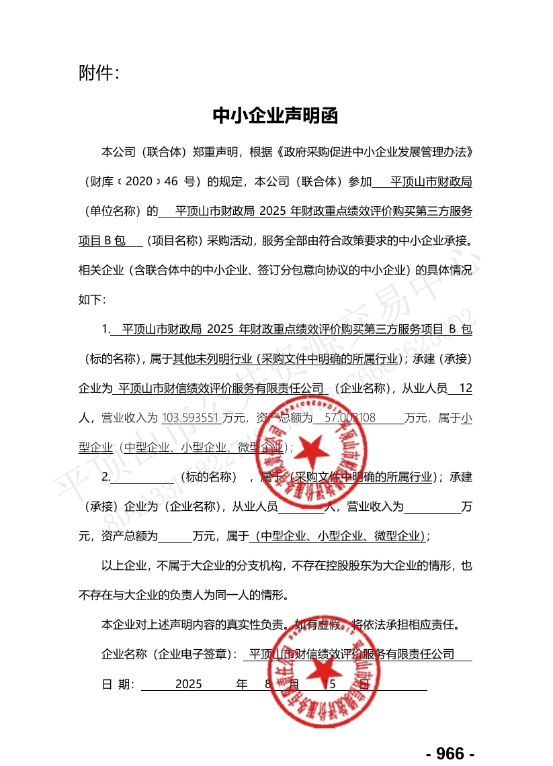 附件：
中小企业声明函
本公司（联合体）郑重声明，根据《政府采购促进中小企业发展管理办法》
（财库﹝2020﹞46 号）的规定，本公司（联合体）参加 平顶山市财政局
（单位名称）的 平顶山市财政局 2025 年财政重点绩效评价购买第三方服务
项目 B 包 （项目名称）采购活动，服务全部由符合政策要求的中小企业承接。
相关企业（含联合体中的中小企业、签订分包意向协议的中小企业）的具体情况
如下：
1. 平顶山市财政局 2025 年财政重点绩效评价购买第三方服务项目 B 包
（标的名称），属于其他未列明行业（采购文件中明确的所属行业）；承建（承接）
企业为 平顶山市财信绩效评价服务有限责任公司 （企业名称），从业人员 12
人，营业收入为 103.593551 万元，资产总额为 57.003108 万元，属于小
型企业（中型企业、小型企业、微型企业）；
2. （标的名称） ，属于（采购文件中明确的所属行业）；承建
（承接）企业为（企业名称），从业人员 人，营业收入为 万
元，资产总额为 万元，属于（中型企业、小型企业、微型企业）；
以上企业，不属于大企业的分支机构，不存在控股股东为大企业的情形，也
不存在与大企业的负责人为同一人的情形。
本企业对上述声明内容的真实性负责。如有虚假，将依法承担相应责任。
企业名称（企业电子签章）： 平顶山市财信绩效评价服务有限责任公司
日 期： 2025 年 8 月 15 日
- 966 -